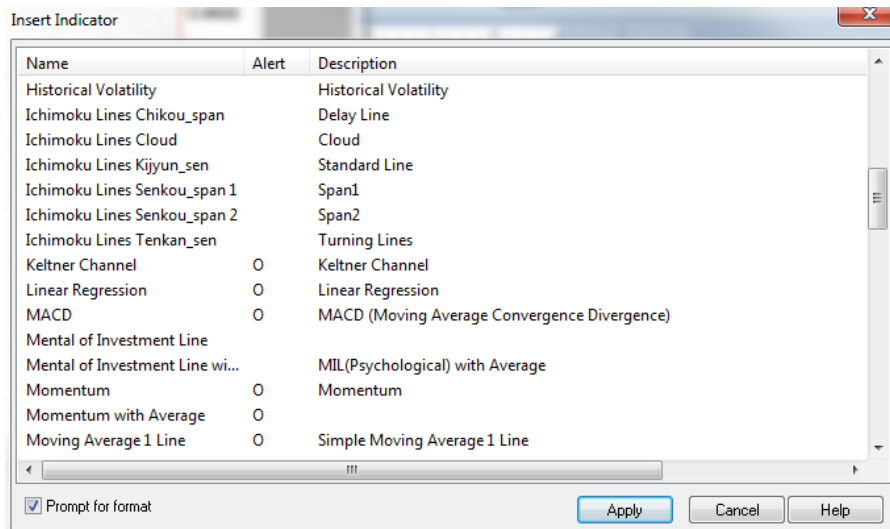 Insert Indicator
Name Alert Description
Historical Volatility Historical Volatility
Ichimoku Lines Chikou_span Delay Line
Ichimoku Lines Cloud Cloud
Ichimoku Lines Kijyun_sen Standard Line
Ichimoku Lines Senkou_span 1 Span1
Ichimoku Lines Senkou_span 2 Span2
Ichimoku Lines Tenkan_sen Turning Lines
Keltner Channel O Keltner Channel
Linear Regression O Linear Regression
MACD O MACD (Moving Average Convergence Divergence)
Mental of Investment Line
Mental of Investment Line wi... MIL(Psychological) with Average
Momentum O Momentum
Momentum with Average O
Moving Average 1 Line O Simple Moving Average 1 Line
Prompt for format
Apply Cancel Help